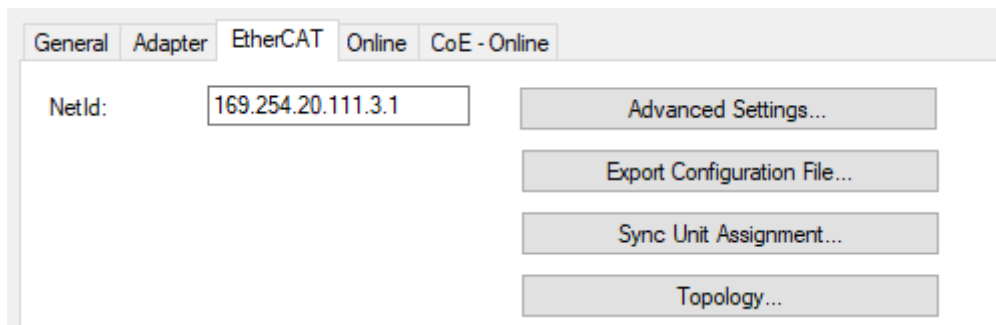 General Adapter EtherCAT Online CoE - Online
NetId: 169.254.20.111.3.1 Advanced Settings...
Export Configuration File...
Sync Unit Assignment...
Topology...